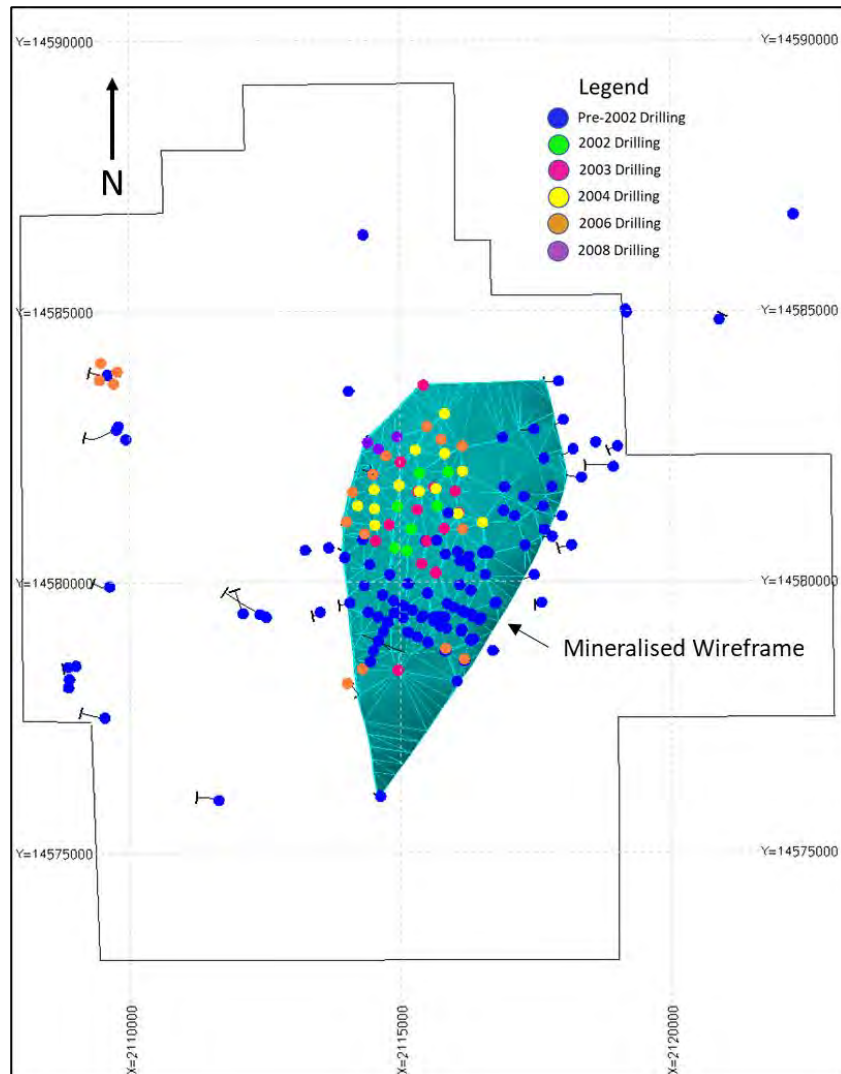 Y=14590000
Y=14590000
Legend
Pre-2002 Drilling
2002 Drilling
2003 Drilling
2004 Drilling
2006 Drilling
2008 Drilling
N
Y=14585000
Y=14585000
Y=14580000
Y=14580000
Mineralised Wireframe
Y=14575000
Y=14575000
X=2110000
X=2115000
X=2120000